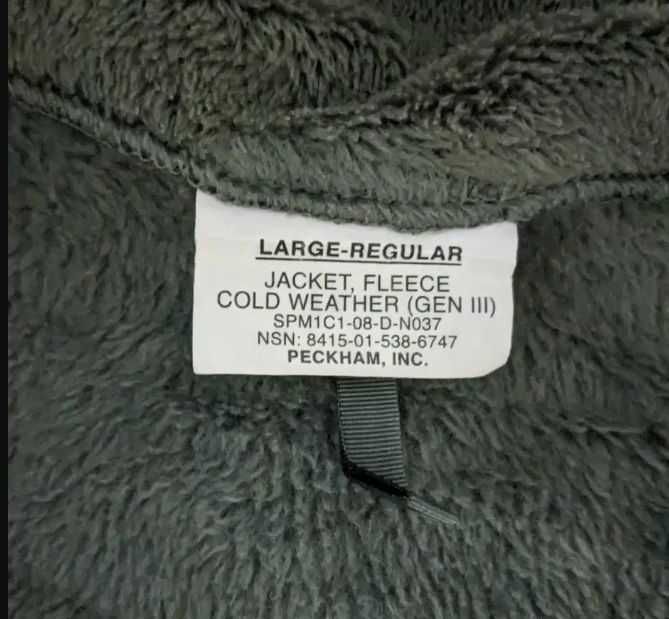 LARGE-REGULAR
JACKET, FLEECE
COLD WEATHER (GEN III)
SPM1C1-08-D-N037
NSN: 8415-01-538-6747
PECKHAM, INC.